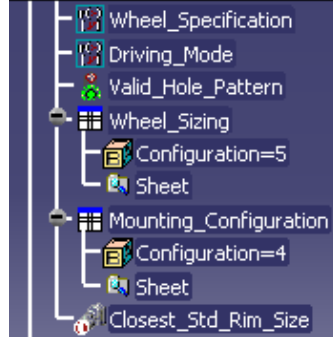 Wheel_Specification
Driving_Mode
Valid_Hole_Pattern
Wheel_Sizing
Configuration=5
Sheet
Mounting_Configuration
Configuration=4
Sheet
Closest_Std_Rim_Size